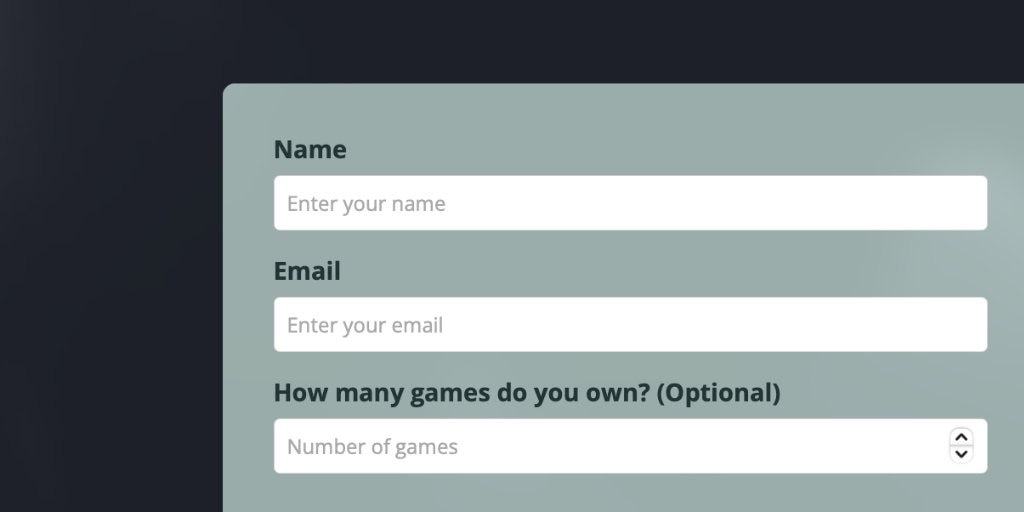 Name
Enter your name
Email
Enter your email
How many games do you own? (Optional)
Number of games